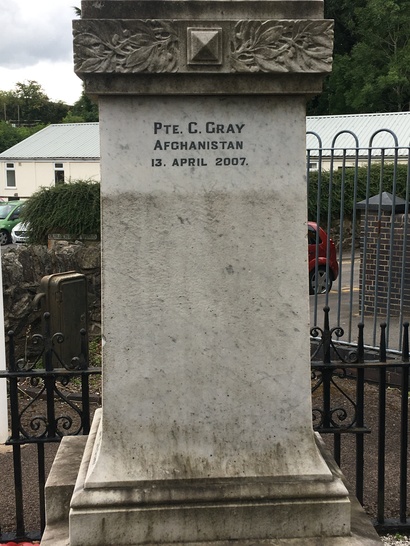 PTE. C. GRAY
AFGHANISTAN
13. APRIL 2007.